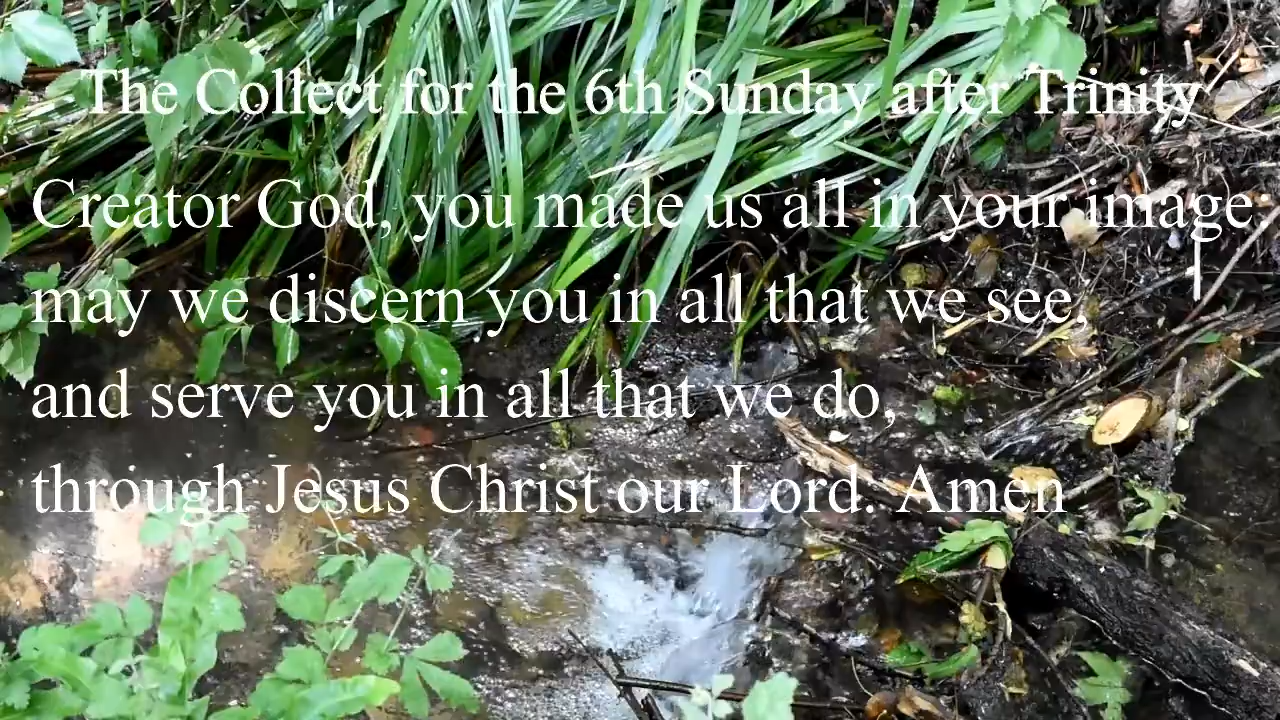 The Collect for the 6th Sunday after Trinity
Creator God, you made us all in your image
may we discern you in all that we see,
and serve you in all that we do,
through Jesus Christ our Lord. Amen